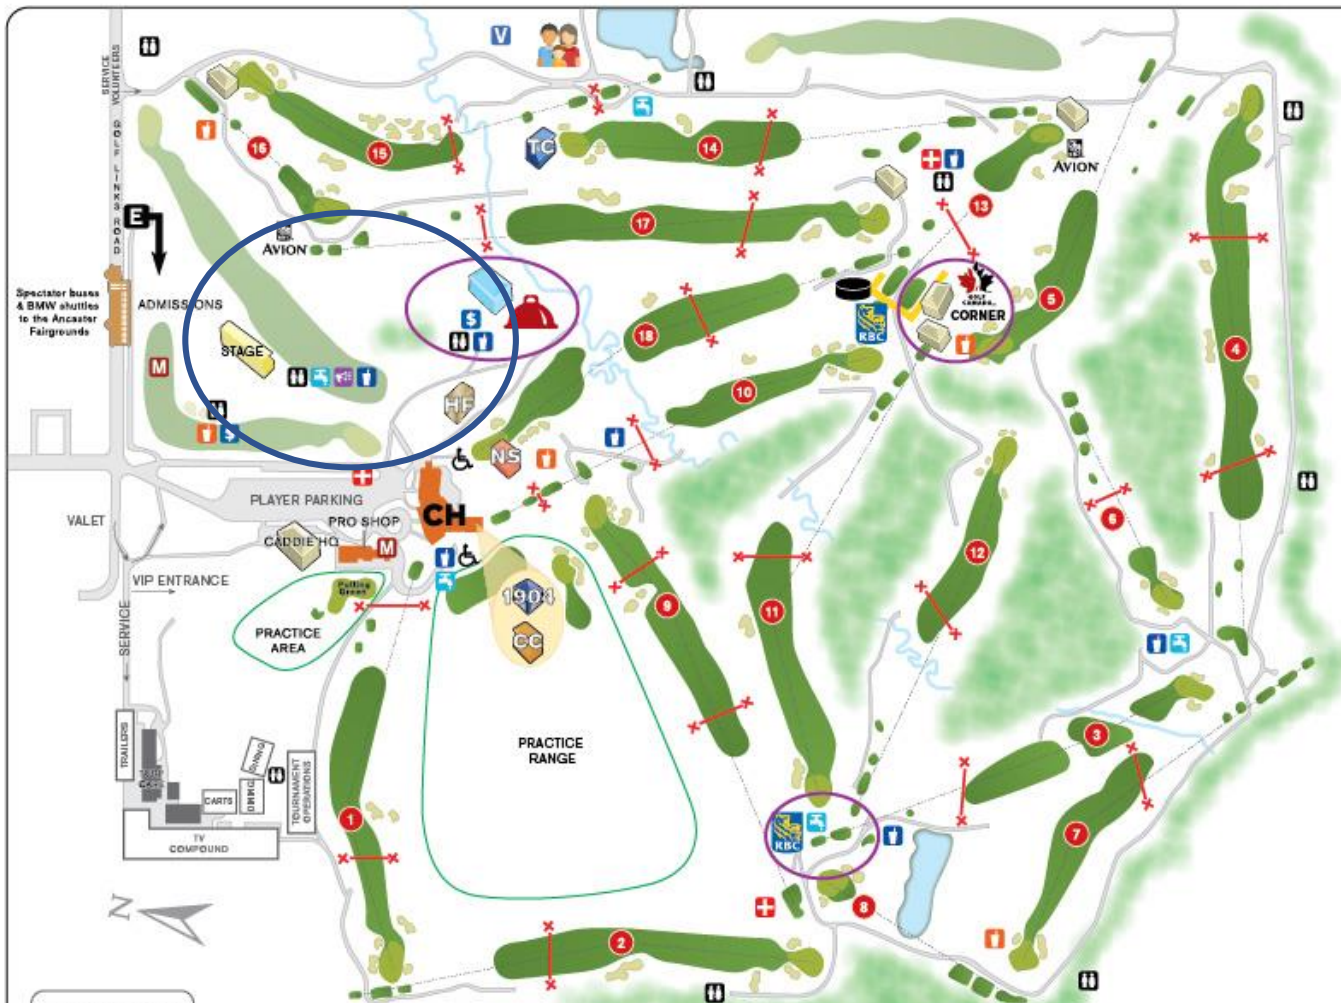 SERVICE
VOLUNTEERS
V
GOLF LINKS ROAD
16
15
TC
14
AVION
E
13
17
AVION
Spectator buses
& BMW shuttles
to the Ancaster
Fairgrounds
ADMISSIONS
STAGE
$
RBC
GOLF
CANADA
CORNER
5
18
4
M
HF
10
$
NS
PLAYER PARKING
VALET
PRO SHOP
CH
CADDIE HQ
M
6
12
VIP ENTRANCE
Putting
Green
1904
9
11
SERVICE
PRACTICE
AREA
CC
TRAILERS
DINING
DINING
CARTS
TOURNAMENT
OPERATIONS
PRACTICE
RANGE
3
1
TV
COMPOUND
RBC
7
N
8
2